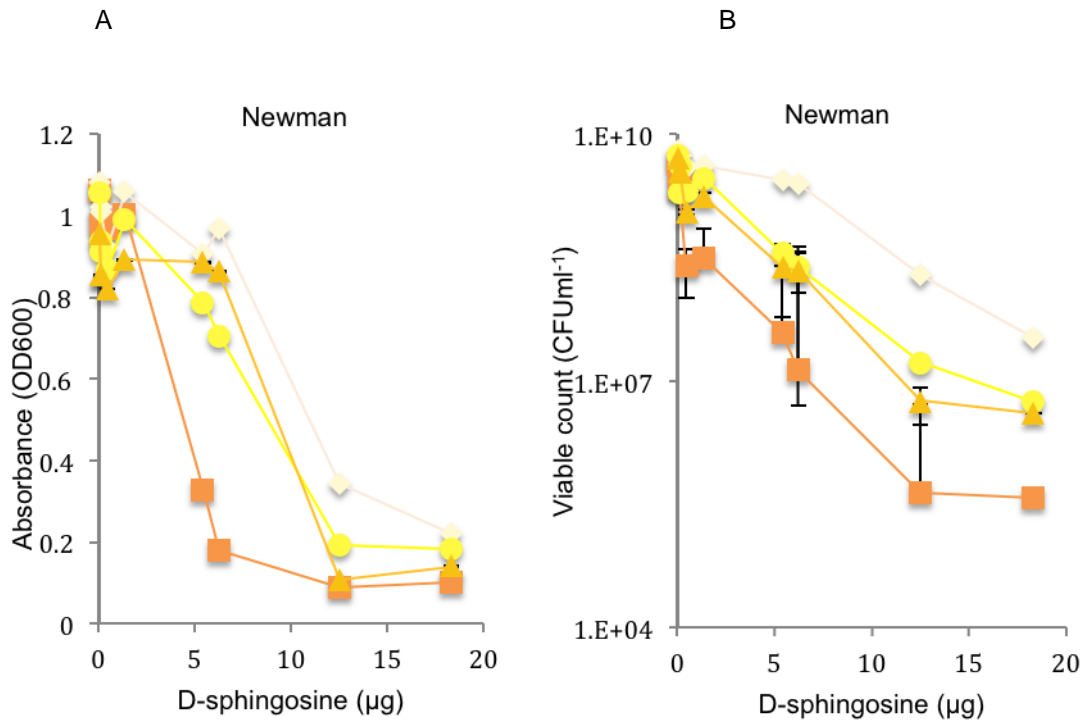 A
B
Newman
Newman
1.2
1
0.8
0.6
0.4
0.2
0
Absorbance (OD600)
0
5
10
15
20
D-sphingosine (µg)
1.E+10
1.E+07
1.E+04
Viable count (CFUml⁻¹)
0
5
10
15
20
D-sphingosine (µg)